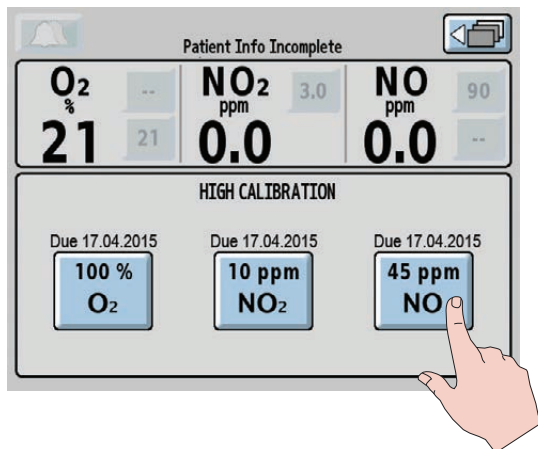 Patient Info Incomplete
O₂ -- NO₂ 3.0 NO 90
% ppm ppm
21 21 0.0 0.0 --
HIGH CALIBRATION
Due 17.04.2015 Due 17.04.2015 Due 17.04.2015
100 % 10 ppm 45 ppm
O₂ NO₂ NO